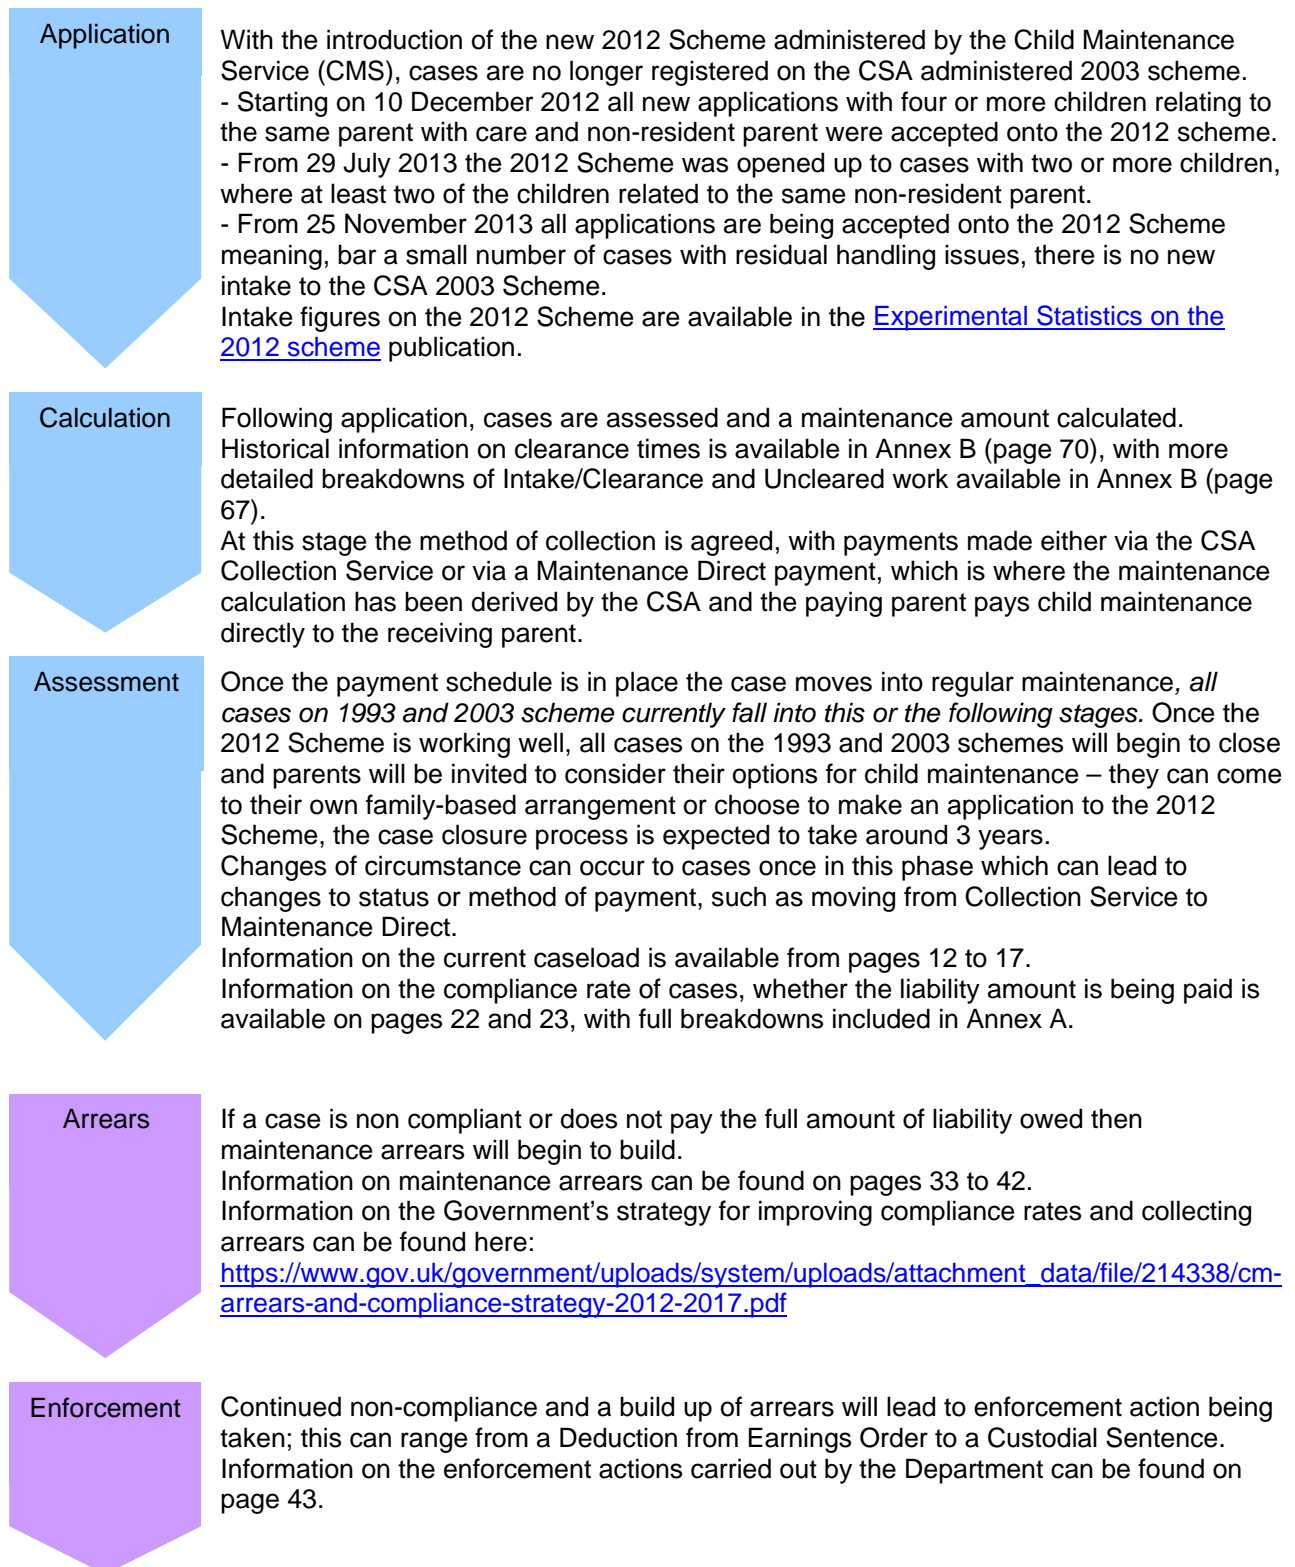 Application
With the introduction of the new 2012 Scheme administered by the Child Maintenance
Service (CMS), cases are no longer registered on the CSA administered 2003 scheme.
- Starting on 10 December 2012 all new applications with four or more children relating to
the same parent with care and non-resident parent were accepted onto the 2012 scheme.
- From 29 July 2013 the 2012 Scheme was opened up to cases with two or more children,
where at least two of the children related to the same non-resident parent.
- From 25 November 2013 all applications are being accepted onto the 2012 Scheme
meaning, bar a small number of cases with residual handling issues, there is no new
intake to the CSA 2003 Scheme.
Intake figures on the 2012 Scheme are available in the Experimental Statistics on the
2012 scheme publication.
Calculation
Following application, cases are assessed and a maintenance amount calculated.
Historical information on clearance times is available in Annex B (page 70), with more
detailed breakdowns of Intake/Clearance and Uncleared work available in Annex B (page
67).
At this stage the method of collection is agreed, with payments made either via the CSA
Collection Service or via a Maintenance Direct payment, which is where the maintenance
calculation has been derived by the CSA and the paying parent pays child maintenance
directly to the receiving parent.
Assessment
Once the payment schedule is in place the case moves into regular maintenance, all
cases on 1993 and 2003 scheme currently fall into this or the following stages. Once the
2012 Scheme is working well, all cases on the 1993 and 2003 schemes will begin to close
and parents will be invited to consider their options for child maintenance – they can come
to their own family-based arrangement or choose to make an application to the 2012
Scheme, the case closure process is expected to take around 3 years.
Changes of circumstance can occur to cases once in this phase which can lead to
changes to status or method of payment, such as moving from Collection Service to
Maintenance Direct.
Information on the current caseload is available from pages 12 to 17.
Information on the compliance rate of cases, whether the liability amount is being paid is
available on pages 22 and 23, with full breakdowns included in Annex A.
Arrears
If a case is non compliant or does not pay the full amount of liability owed then
maintenance arrears will begin to build.
Information on maintenance arrears can be found on pages 33 to 42.
Information on the Government's strategy for improving compliance rates and collecting
arrears can be found here:
https://www.gov.uk/government/uploads/system/uploads/attachment_data/file/214338/cm-
arrears-and-compliance-strategy-2012-2017.pdf
Enforcement
Continued non-compliance and a build up of arrears will lead to enforcement action being
taken; this can range from a Deduction from Earnings Order to a Custodial Sentence.
Information on the enforcement actions carried out by the Department can be found on
page 43.